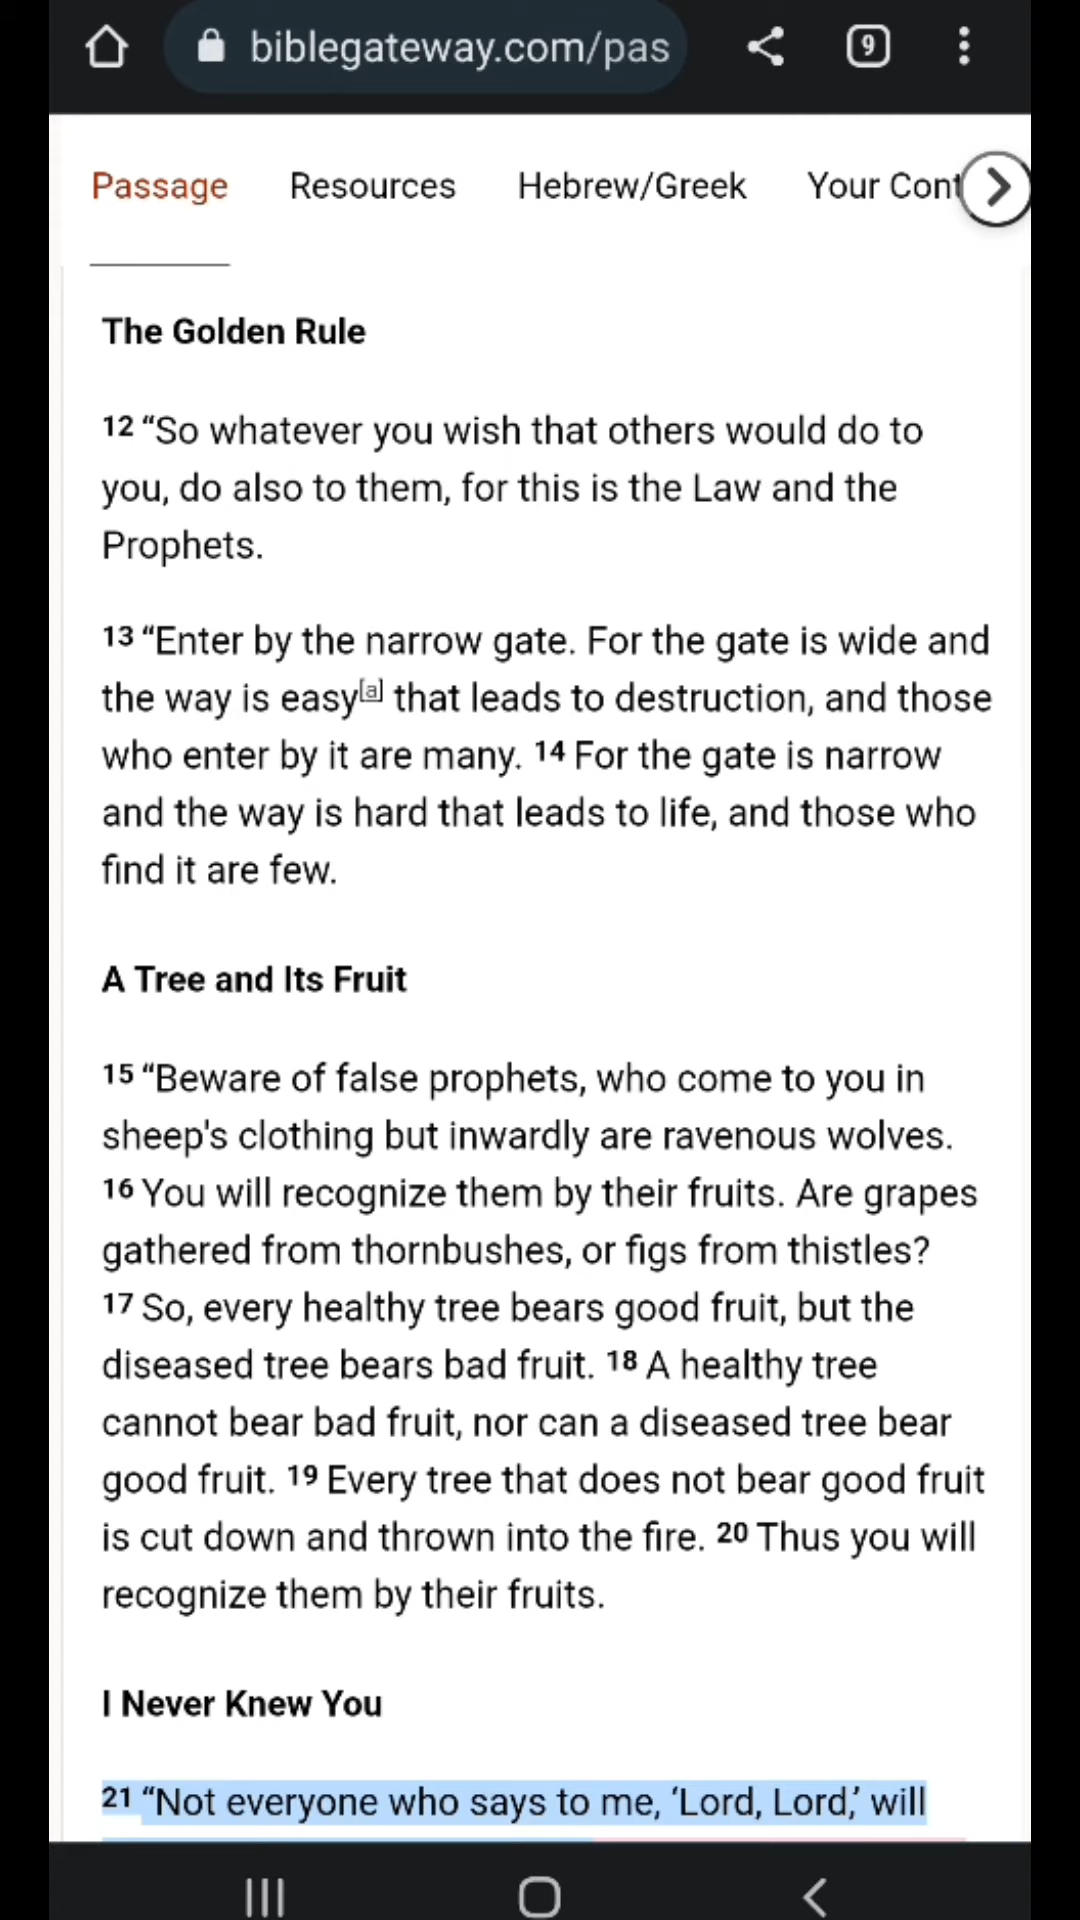 biblegateway.com/pas
9
Passage Resources Hebrew/Greek Your Cont
The Golden Rule
12 “So whatever you wish that others would do to
you, do also to them, for this is the Law and the
Prophets.
13 “Enter by the narrow gate. For the gate is wide and
the way is easy[a] that leads to destruction, and those
who enter by it are many. 14 For the gate is narrow
and the way is hard that leads to life, and those who
find it are few.
A Tree and Its Fruit
15 “Beware of false prophets, who come to you in
sheep's clothing but inwardly are ravenous wolves.
16 You will recognize them by their fruits. Are grapes
gathered from thornbushes, or figs from thistles?
17 So, every healthy tree bears good fruit, but the
diseased tree bears bad fruit. 18 A healthy tree
cannot bear bad fruit, nor can a diseased tree bear
good fruit. 19 Every tree that does not bear good fruit
is cut down and thrown into the fire. 20 Thus you will
recognize them by their fruits.
I Never Knew You
21 “Not everyone who says to me, ‘Lord, Lord,’ will